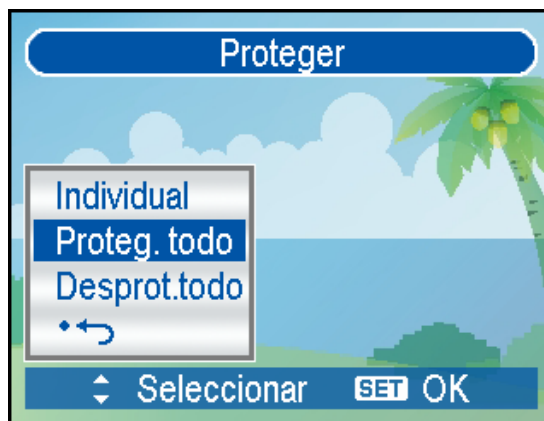 Proteger
Individual
Proteg. todo
Desprot.todo
Seleccionar SET OK